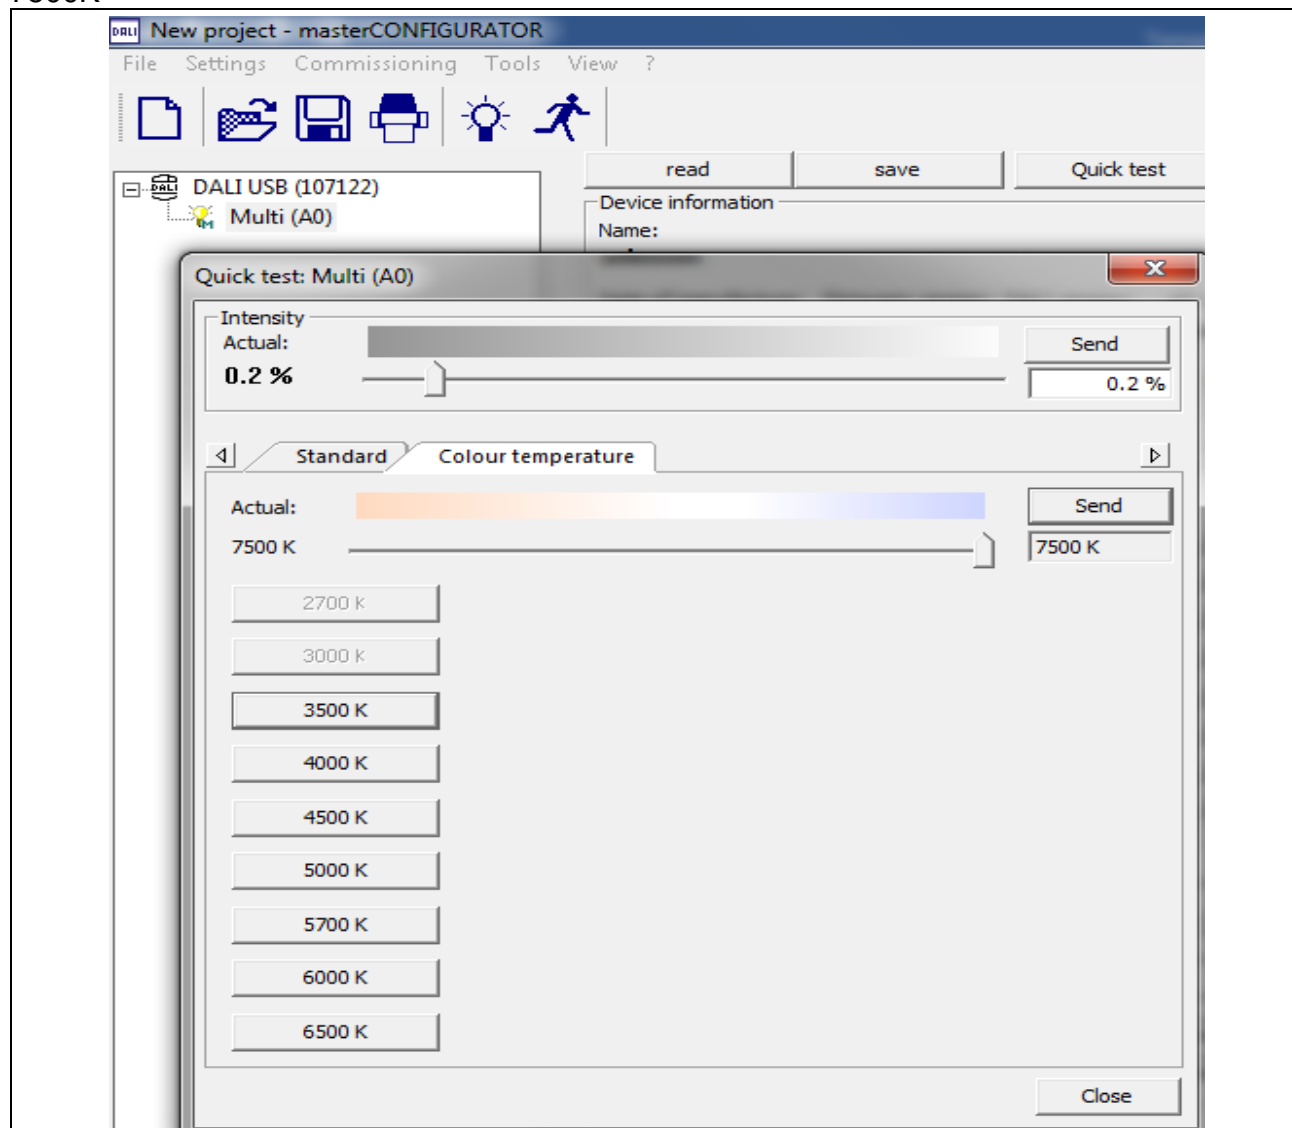 DALI New project - masterCONFIGURATOR
File Settings Commissioning Tools View ?
read save Quick test
DALI DALI USB (107122)
Multi (A0)
Device information
Name:
Quick test: Multi (A0)
Intensity
Actual:
Send
0.2 %
0.2 %
Standard Colour temperature
Actual:
Send
7500 K
7500 K
2700 K
3000 K
3500 K
4000 K
4500 K
5000 K
5700 K
6000 K
6500 K
Close